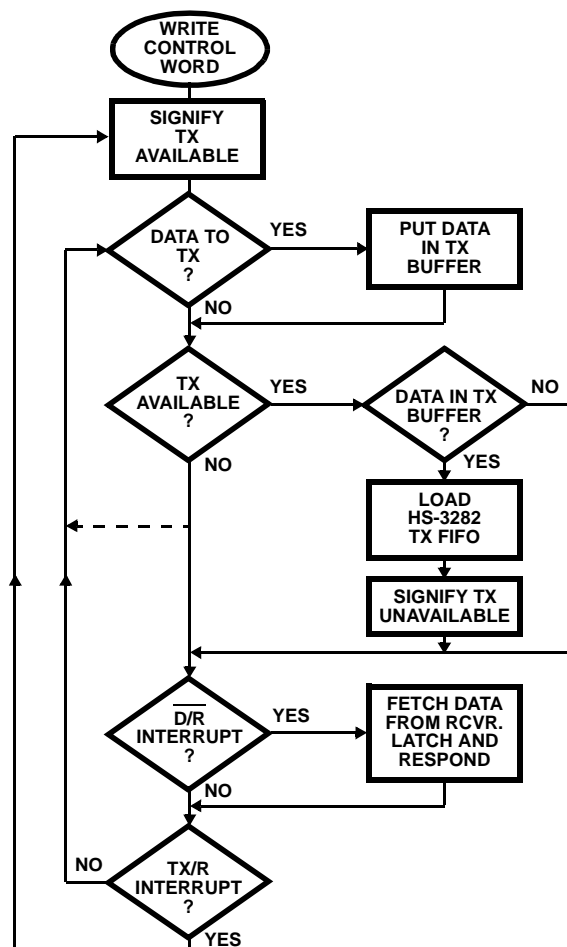 WRITE
CONTROL
WORD
SIGNIFY
TX
AVAILABLE
DATA TO
TX
?
YES
PUT DATA
IN TX
BUFFER
NO
TX
AVAILABLE
?
YES
DATA IN TX
BUFFER
?
NO
NO
YES
LOAD
HS-3282
TX FIFO
SIGNIFY TX
UNAVAILABLE
D/R
INTERRUPT
?
YES
FETCH DATA
FROM RCVR.
LATCH AND
RESPOND
NO
TX/R
INTERRUPT
?
NO
YES